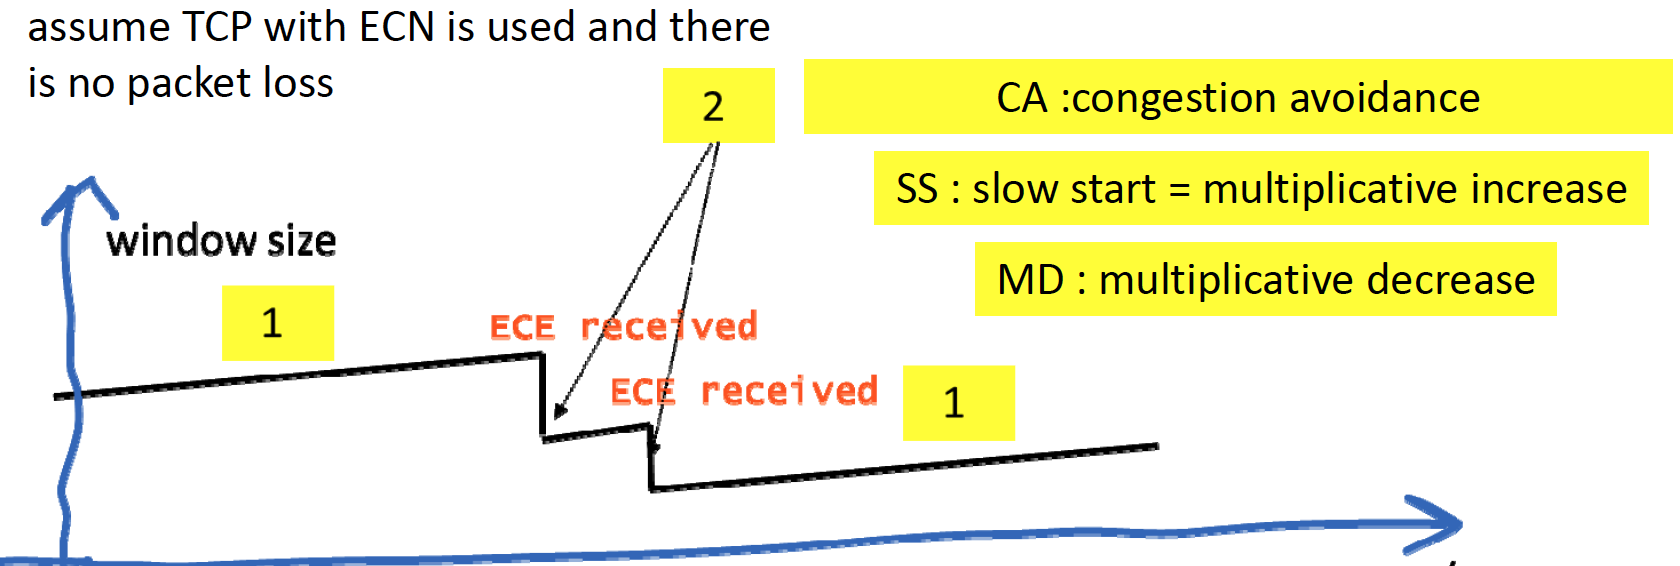 assume TCP with ECN is used and there
is no packet loss
2
CA :congestion avoidance
SS : slow start = multiplicative increase
MD : multiplicative decrease
window size
1
ECE received
ECE received
1